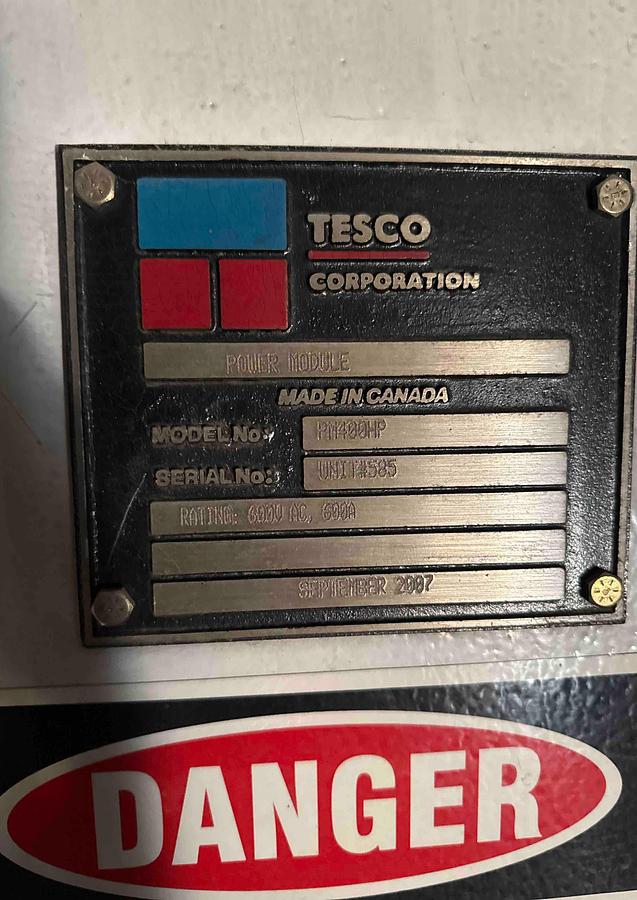 TESCO
CORPORATION
POWER MODULE
MADE IN CANADA
MODEL No: PM400HP
SERIAL No: UNIT#585
RATING: 600V AC, 600A
SEPTEMBER 2007
DANGER